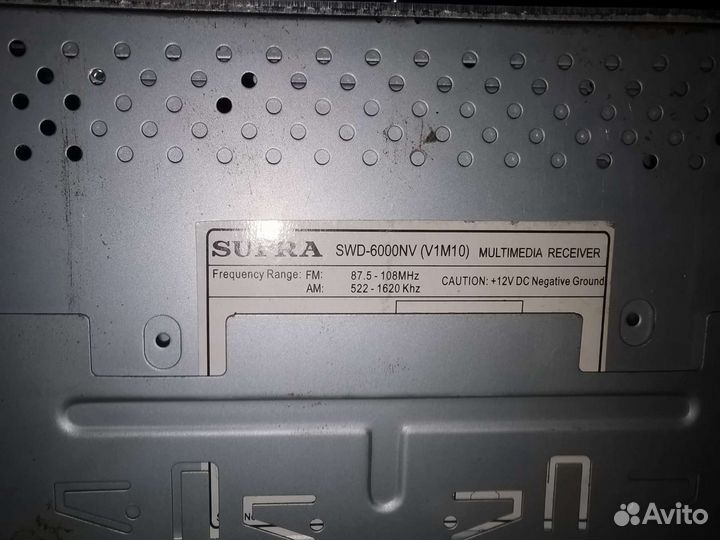 SUPRA SWD-6000NV (V1M10) MULTIMEDIA RECEIVER
Frequency Range: FM: 87.5 - 108MHz
AM: 522 - 1620 Khz
CAUTION: +12V DC Negative Ground
Avito